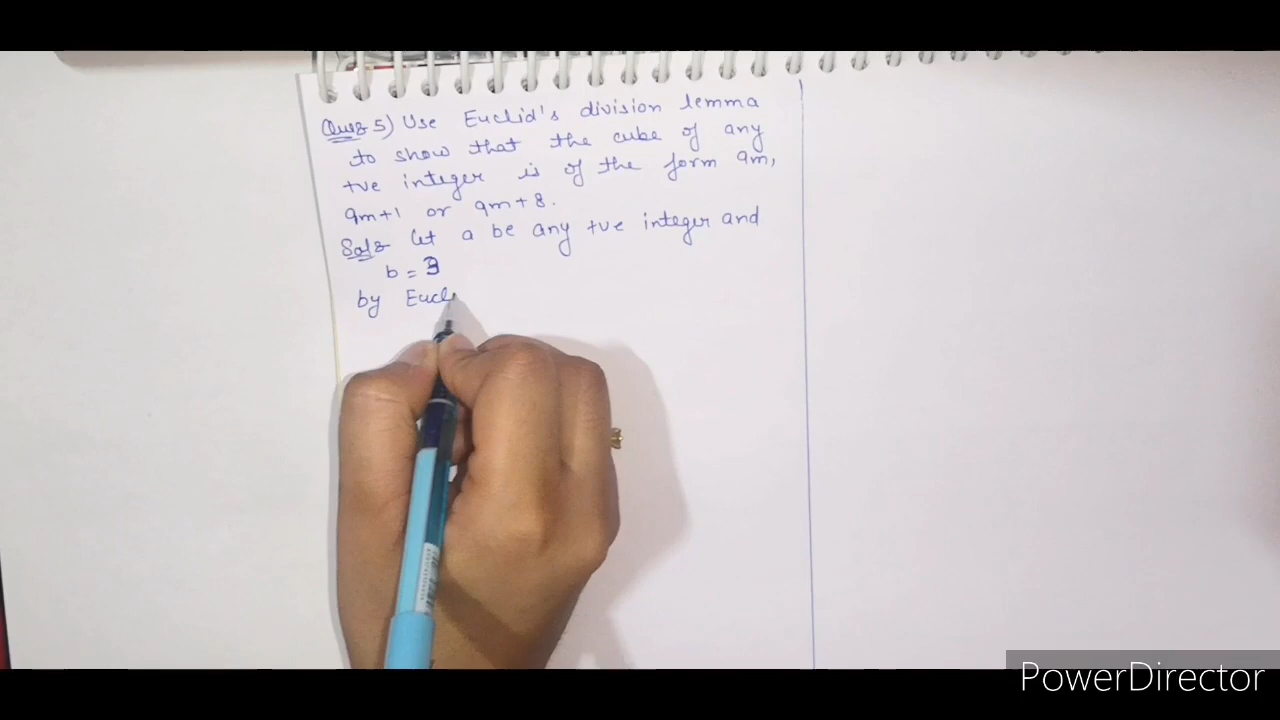 Ques 5) Use Euclid's division lemma
to show that the cube of any
+ve integer is of the form 9m,
9m+1 or 9m+8.
Sol: let a be any +ve integer and
b = 3
by Eucl
PowerDirector